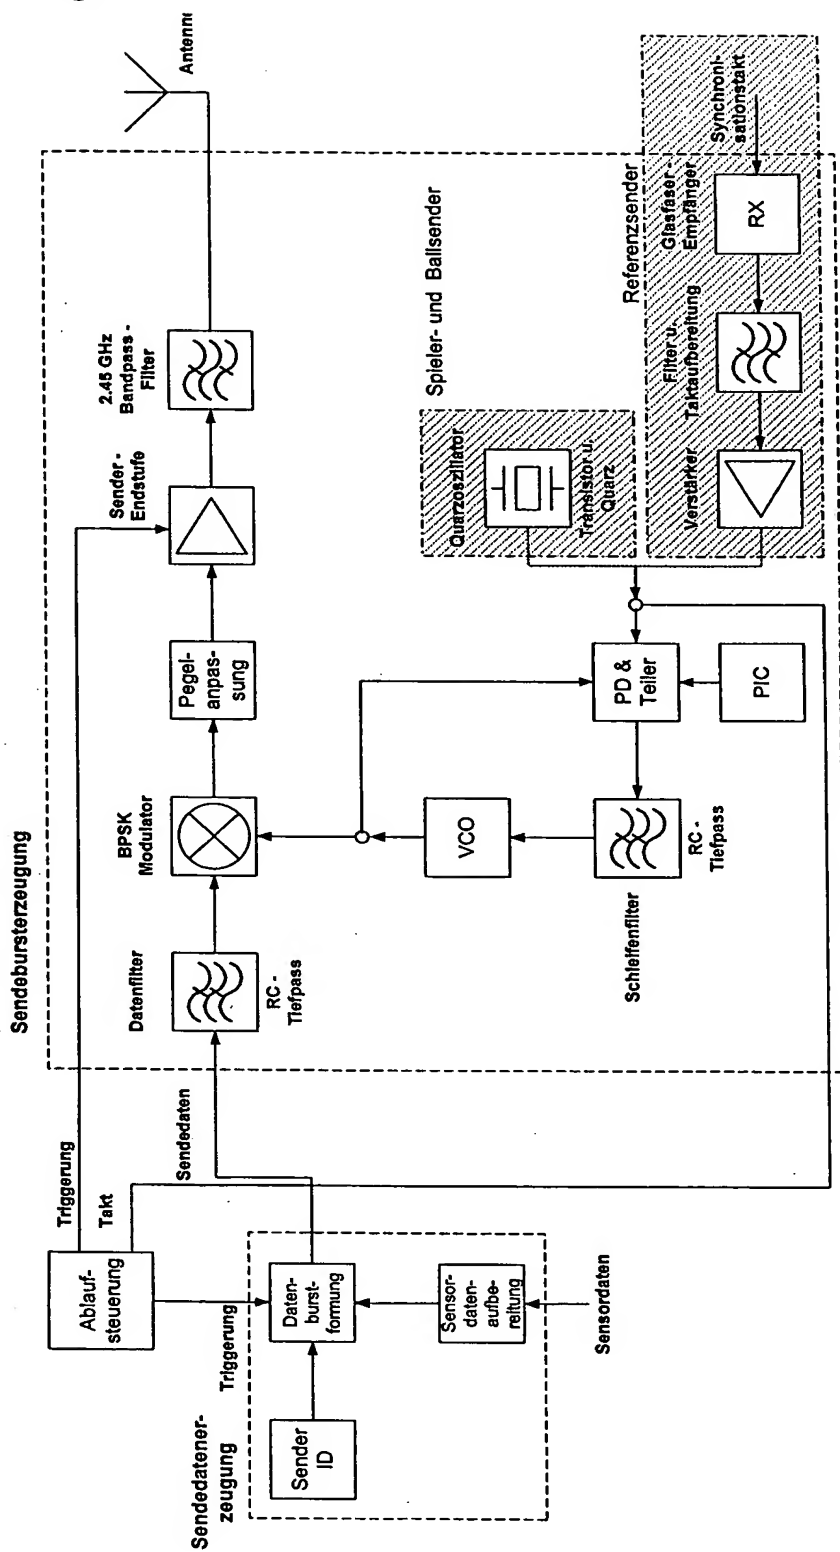 Sendebursterzeugung
Triggerung
Takt
Ablauf-
steuerung
Triggerung
Sendedatener-
zeugung
Sender
ID
Daten-
burst-
formung
Sensor-
daten-
aufbe-
reitung
Sensordaten
Sendedaten
Datenfilter
RC -
Tiefpass
BPSK
Modulator
Pegel-
anpas-
sung
Sender -
Endstufe
2.45 GHz
Bandpass -
Filter
VCO
Schleifenfilter
RC -
Tiefpass
PD &
Teiler
PIC
Spieler- und Ballsender
Quarzoszillator
Transistor u.
Quarz
Referenzsender
Verstärker
Filter u.
Taktaufbereitung
Glasfaser -
Empfänger
RX
Synchroni-
sationstakt